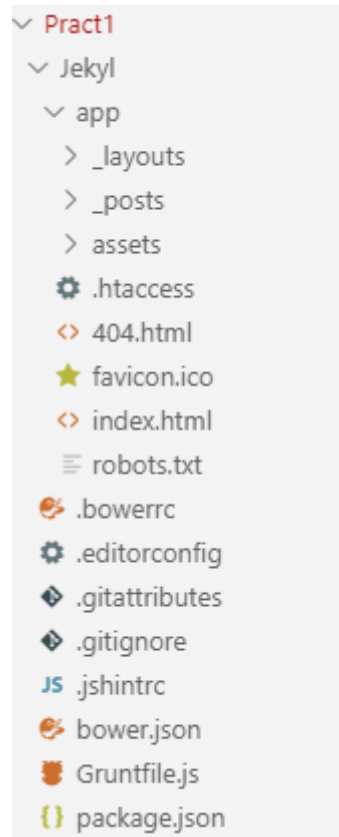 Pract1
Jekyl
app
_layouts
_posts
assets
.htaccess
404.html
favicon.ico
index.html
robots.txt
.bowerrc
.editorconfig
.gitattributes
.gitignore
JS .jshintrc
bower.json
Gruntfile.js
{} package.json